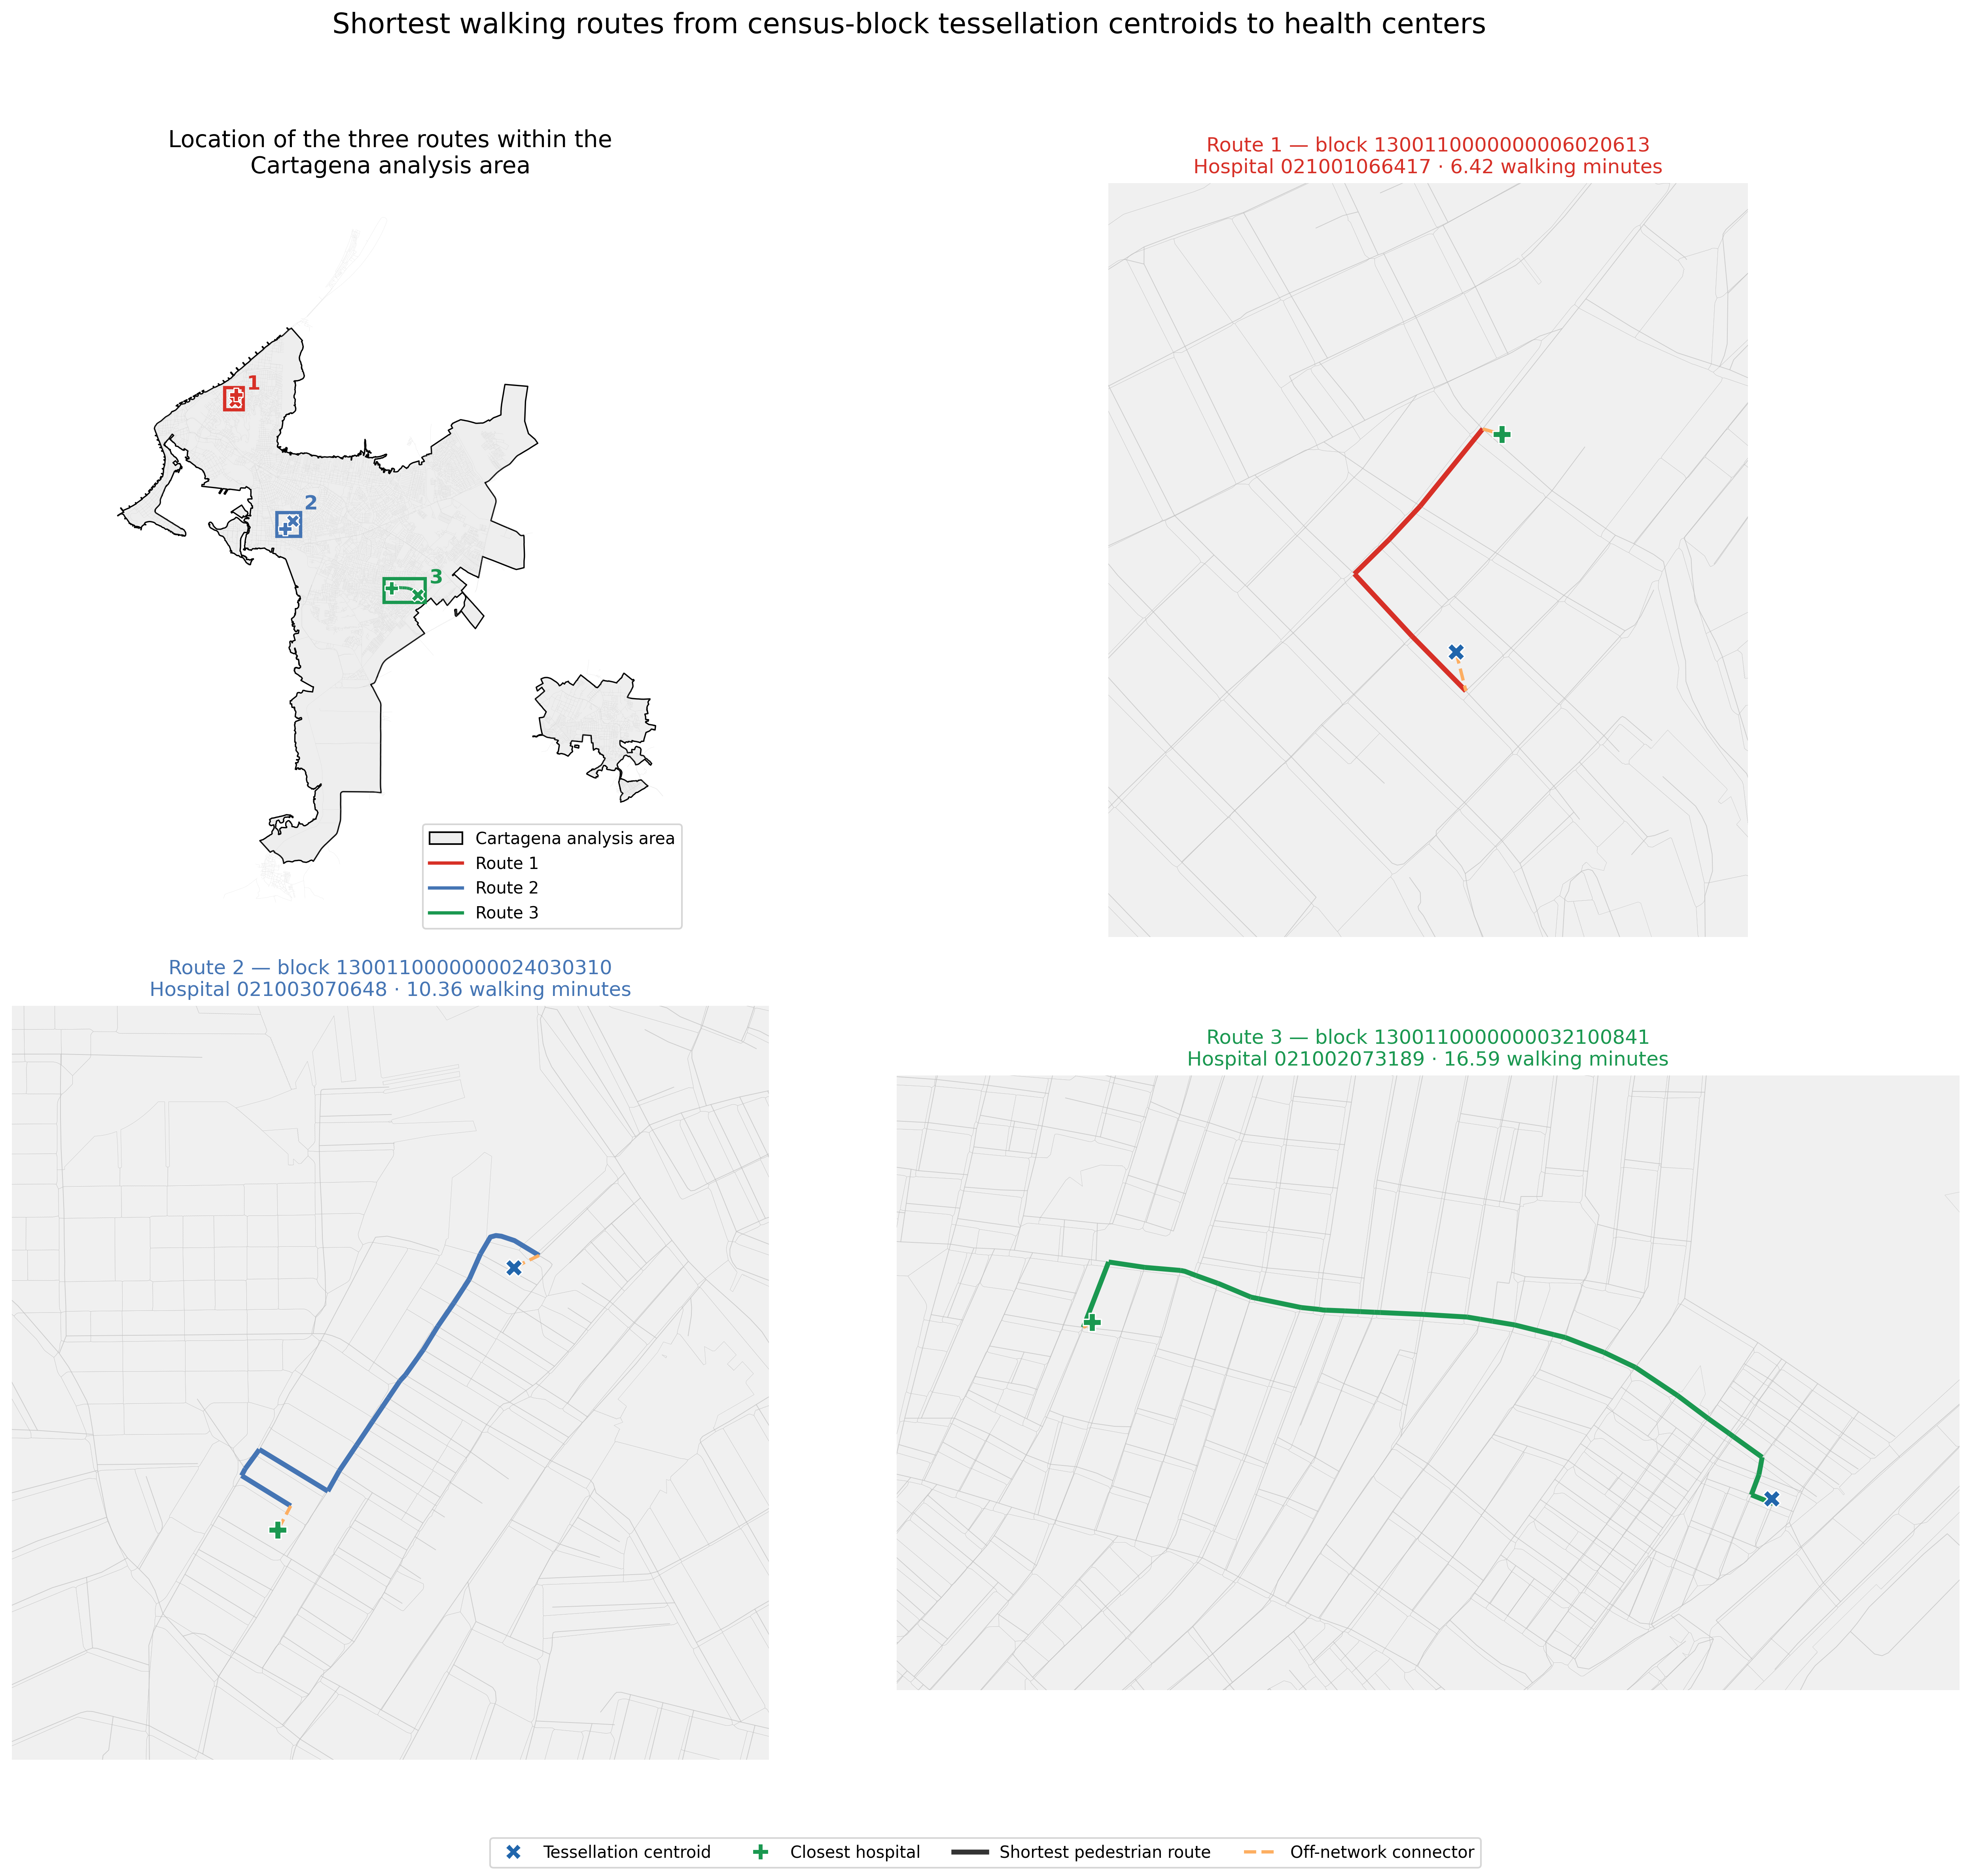 Shortest walking routes from census-block tessellation centroids to health centers
Location of the three routes within the
Cartagena analysis area
1
2
3
Cartagena analysis area
Route 1
Route 2
Route 3
Route 1 — block 1300110000000006020613
Hospital 021001066417 · 6.42 walking minutes
Route 2 — block 1300110000000024030310
Hospital 021003070648 · 10.36 walking minutes
Route 3 — block 1300110000000032100841
Hospital 021002073189 · 16.59 walking minutes
Tessellation centroid
Closest hospital
Shortest pedestrian route
Off-network connector